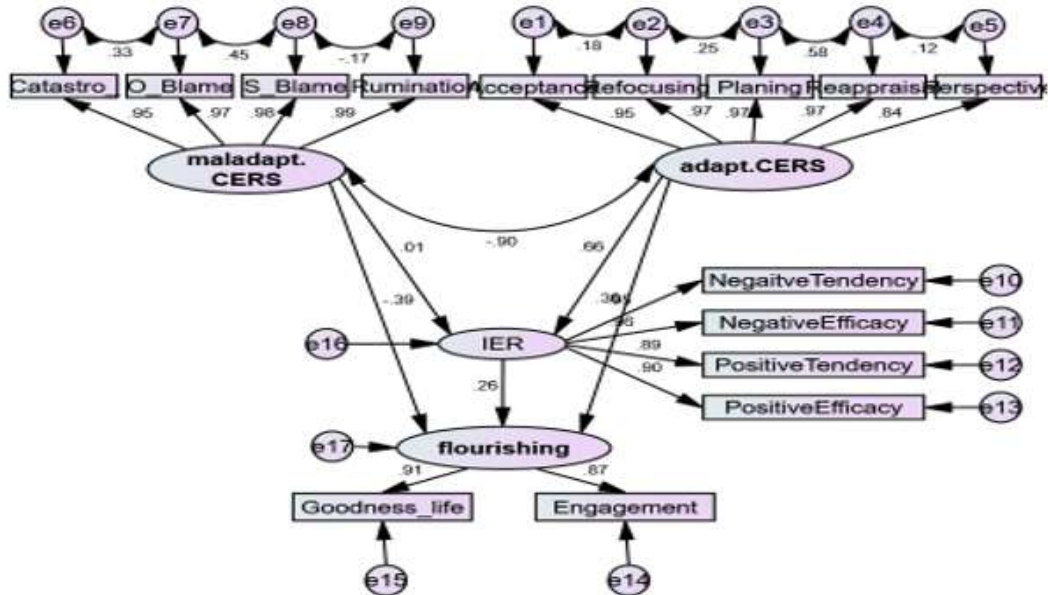 e6 e7 e8 e9 e1 e2 e3 e4 e5
.33 .45 -.17 .18 .25 .58 .12
Catastro_ O_Blame S_Blame Rumination Acceptance Refocusing Planing Reappraisal Perspective
.95 .97 .98 .99 .95 .97 .97 .97 .84
maladapt.
CERS
adapt.CERS
-.90
.01 .66
-.39
NegaitveTendency e10
NegativeEfficacy e11
e16 IER .89 PositiveTendency e12
.90
.26 PositiveEfficacy e13
e17 flourishing
.91 .87
Goodness_life Engagement
e15 e14